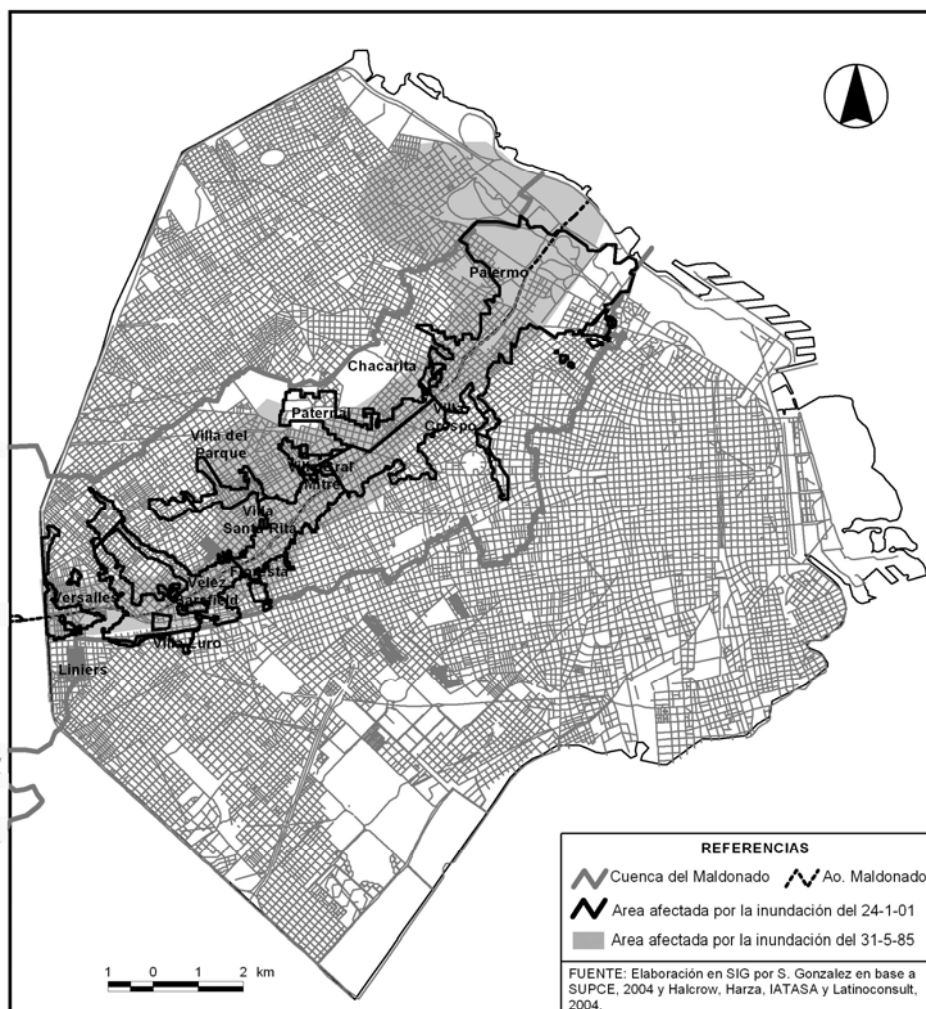 Palermo
Chacarita
Paternal
Villa Crespo
Villa del
Parque
Villa Gral
Mitre
Villa
Santa Rita
Floresta
Velez
Sarsfield
Versalles
Villa Luro
Liniers
REFERENCIAS
Cuenca del Maldonado
Ao. Maldonado
Area afectada por la inundación del 24-1-01
Area afectada por la inundación del 31-5-85
1 0 1 2 km
FUENTE: Elaboración en SIG por S. Gonzalez en base a
SUPCE, 2004 y Halcrow, Harza, IATASA y Latinoconsult,
2004.